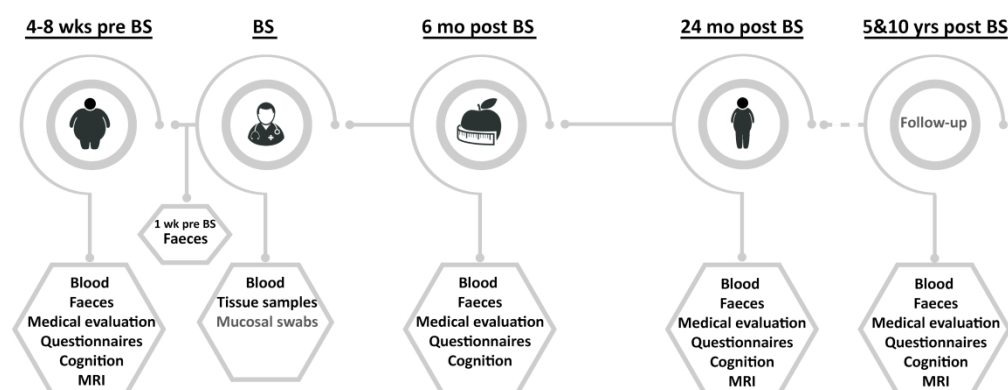 4-8 wks pre BS
BS
6 mo post BS
24 mo post BS
5&10 yrs post BS
Follow-up
1 wk pre BS
Faeces
Blood
Faeces
Medical evaluation
Questionnaires
Cognition
MRI
Blood
Tissue samples
Mucosal swabs
Blood
Faeces
Medical evaluation
Questionnaires
Cognition
Blood
Faeces
Medical evaluation
Questionnaires
Cognition
MRI
Blood
Faeces
Medical evaluation
Questionnaires
Cognition
MRI